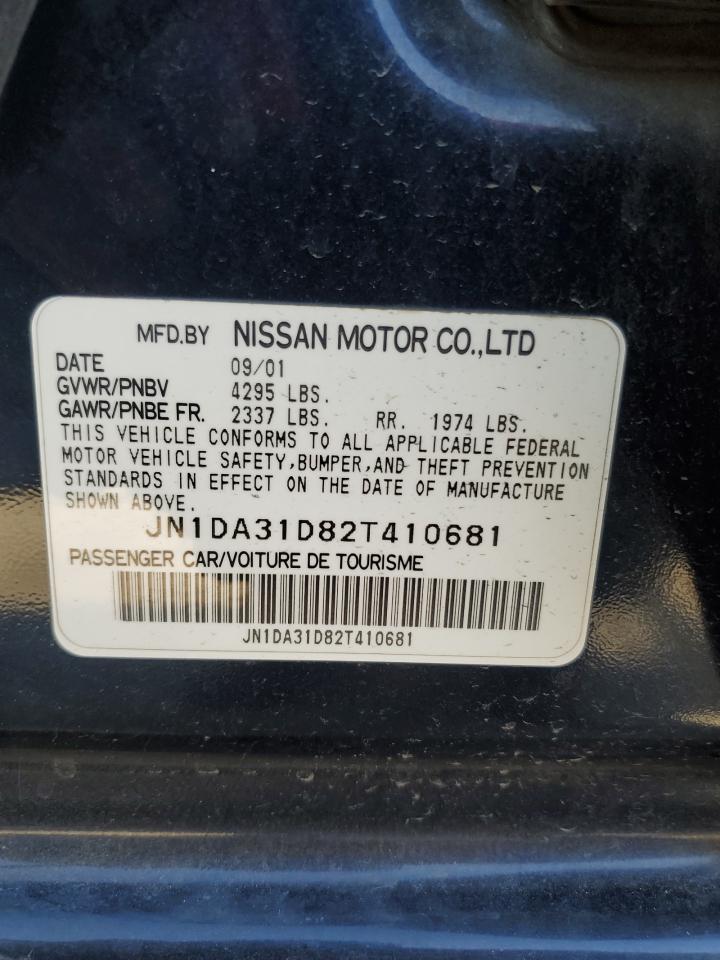 MFD.BY NISSAN MOTOR CO.,LTD
DATE 09/01
GVWR/PNBV 4295 LBS.
GAWR/PNBE FR. 2337 LBS. RR. 1974 LBS.
THIS VEHICLE CONFORMS TO ALL APPLICABLE FEDERAL
MOTOR VEHICLE SAFETY,BUMPER,AND THEFT PREVENTION
STANDARDS IN EFFECT ON THE DATE OF MANUFACTURE
SHOWN ABOVE.
JN1DA31D82T410681
PASSENGER CAR/VOITURE DE TOURISME
JN1DA31D82T410681